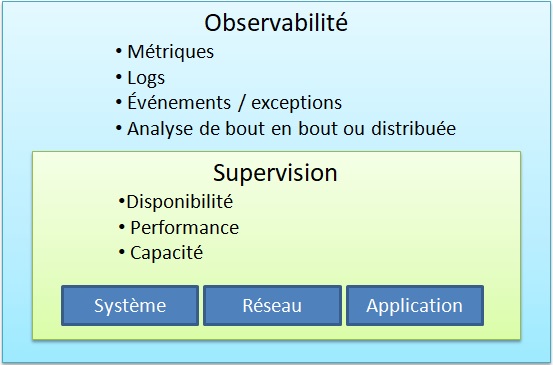 Observabilité
• Métriques
• Logs
• Événements / exceptions
• Analyse de bout en bout ou distribuée
Supervision
•Disponibilité
• Performance
• Capacité
Système Réseau Application